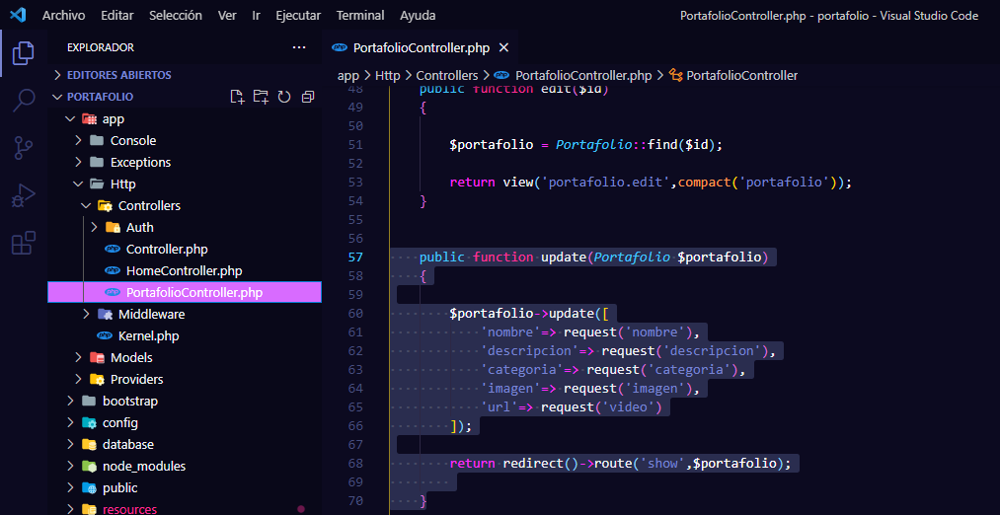 Archivo Editar Selección Ver Ir Ejecutar Terminal Ayuda PortafolioController.php - portafolio - Visual Studio Code
EXPLORADOR ···
EDITORES ABIERTOS
PORTAFOLIO
app
Console
Exceptions
Http
Controllers
Auth
Controller.php
HomeController.php
PortafolioController.php
Middleware
Kernel.php
Models
Providers
bootstrap
config
database
node_modules
public
resources
PortafolioController.php
app > Http > Controllers > PortafolioController.php > PortafolioController
48 public function edit($id)
49 {
50
51 $portafolio = Portafolio::find($id);
52
53 return view('portafolio.edit',compact('portafolio'));
54 }
55
56
57 public function update(Portafolio $portafolio)
58 {
59
60 $portafolio->update([
61 'nombre'=> request('nombre'),
62 'descripcion'=> request('descripcion'),
63 'categoria'=> request('categoria'),
64 'imagen'=> request('imagen'),
65 'url'=> request('video')
66 ]);
67
68 return redirect()->route('show',$portafolio);
69
70 }